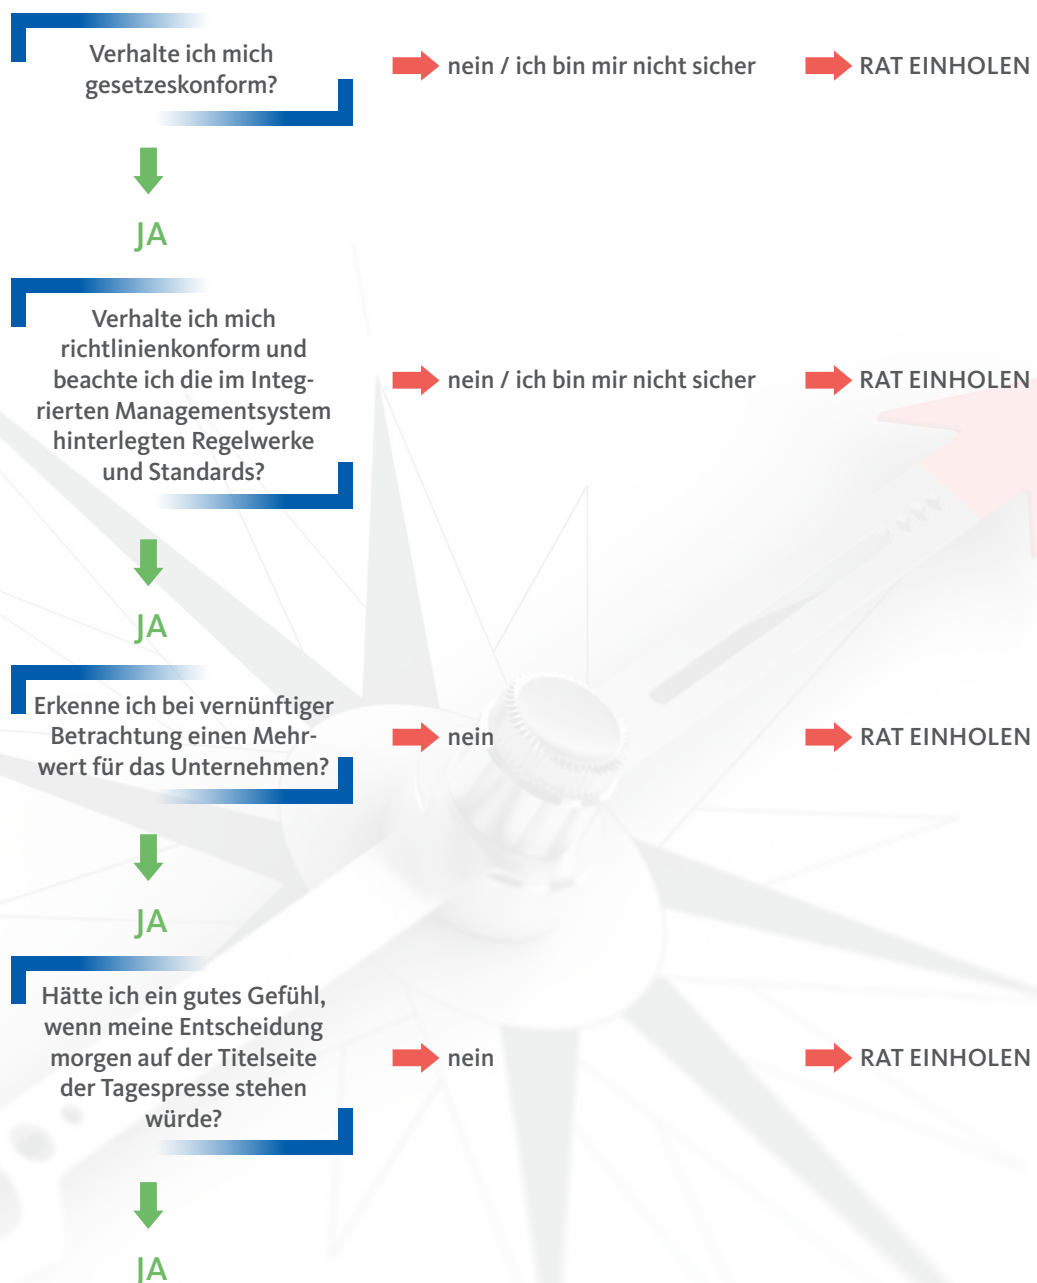 Verhalte ich mich
gesetzeskonform?
nein / ich bin mir nicht sicher
RAT EINHOLEN
JA
Verhalte ich mich
richtlinienkonform und
beachte ich die im Integ-
rierten Managementsystem
hinterlegten Regelwerke
und Standards?
nein / ich bin mir nicht sicher
RAT EINHOLEN
JA
Erkenne ich bei vernünftiger
Betrachtung einen Mehr-
wert für das Unternehmen?
nein
RAT EINHOLEN
JA
Hätte ich ein gutes Gefühl,
wenn meine Entscheidung
morgen auf der Titelseite
der Tagespresse stehen
würde?
nein
RAT EINHOLEN
JA